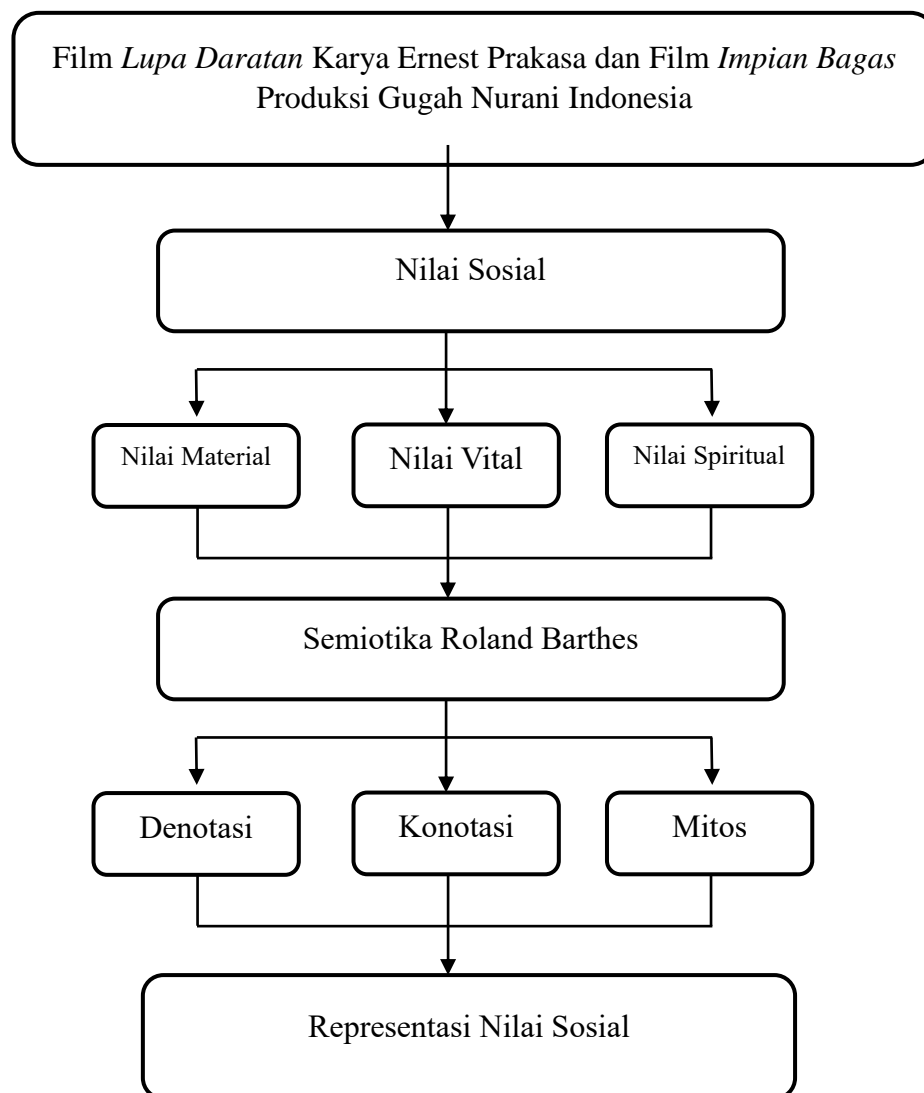 Film Lupa Daratan Karya Ernest Prakasa dan Film Impian Bagas
Produksi Gugah Nurani Indonesia
Nilai Sosial
Nilai Material
Nilai Vital
Nilai Spiritual
Semiotika Roland Barthes
Denotasi
Konotasi
Mitos
Representasi Nilai Sosial